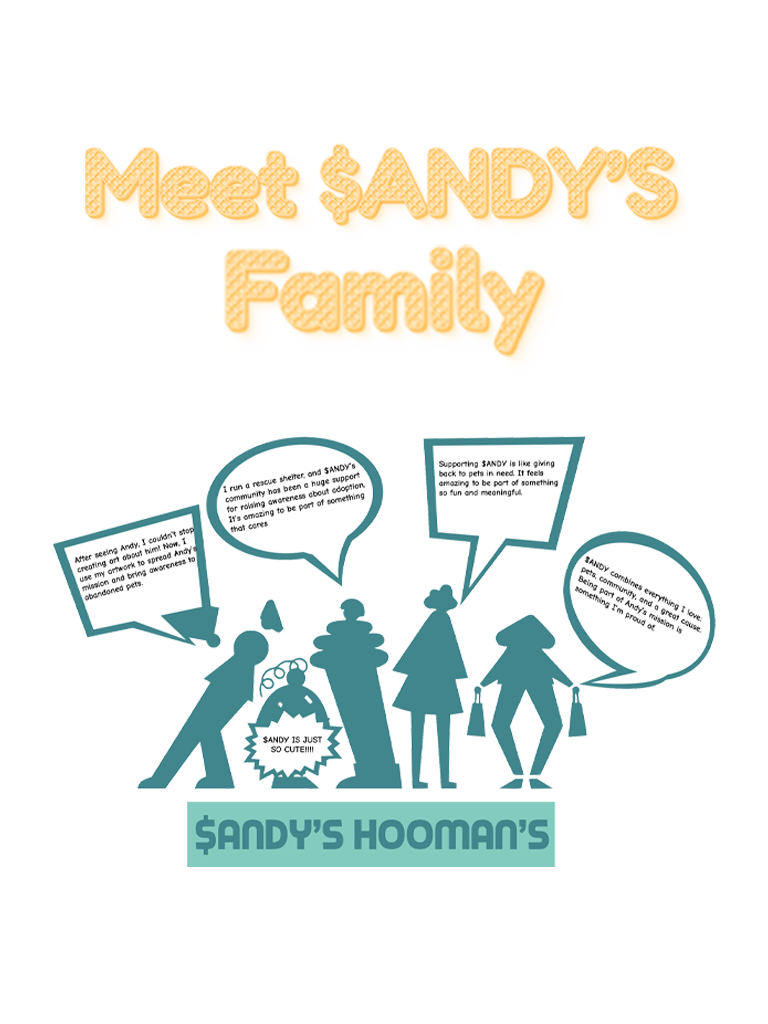 Meet $ANDY'S
Family
After seeing Andy, I couldn't stop
creating art about him! Now, I
use my artwork to spread Andy's
mission and bring awareness to
abandoned pets.
I run a rescue shelter, and $ANDY's
community has been a huge support
for raising awareness about adoption,
It's amazing to be part of something
that cares
Supporting $ANDY is like giving
back to pets in need. It feels
amazing to be part of something
so fun and meaningful.
$ANDY combines everything I love:
pets, community, and a great cause.
Being part of Andy's mission is
something I'm proud of.
$ANDY IS JUST
SO CUTE!!!!
$ANDY'S HOOMAN'S